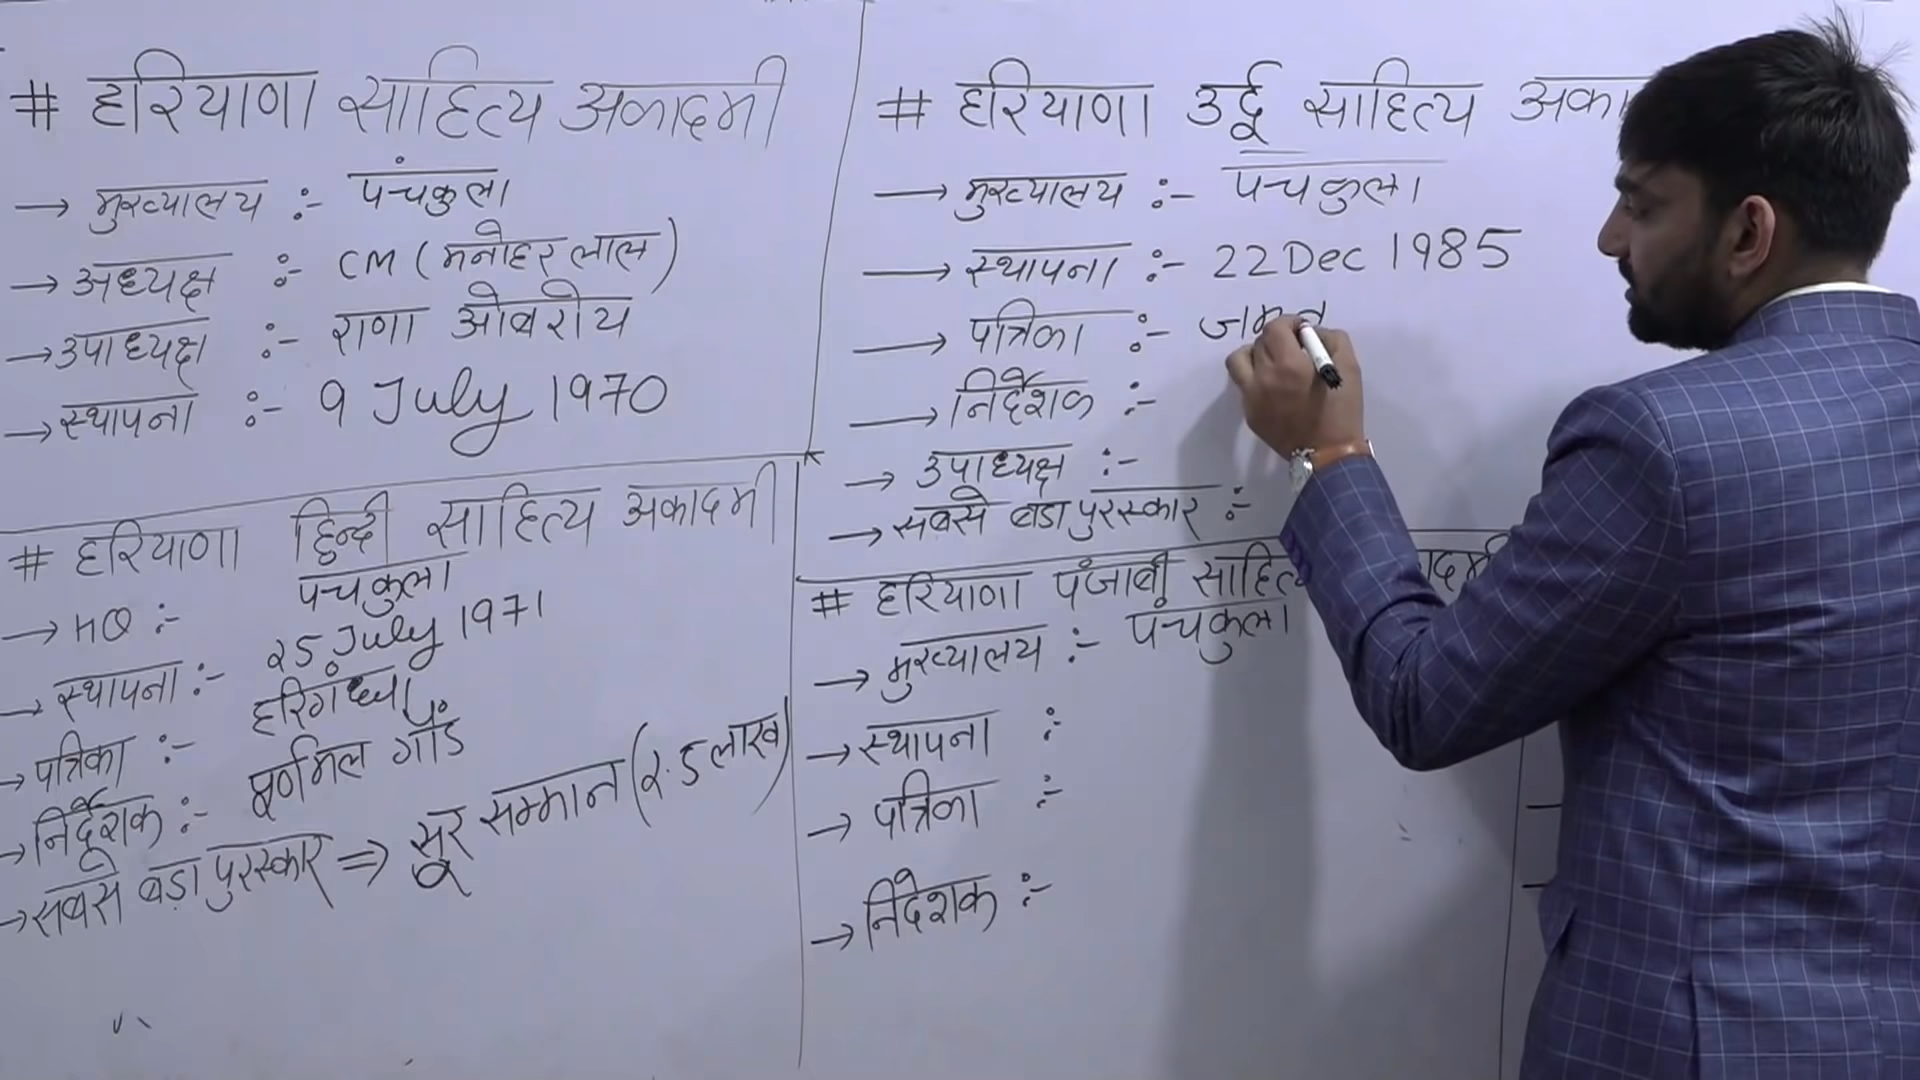 # हरियाणा साहित्य अकादमी
→ मुख्यालय :- पंचकुला
→ अध्यक्ष :- CM (मनोहर लाल)
→ उपाध्यक्ष :- राणा ओबरोय
→ स्थापना :- 9 July 1970
# हरियाणा हिन्दी साहित्य अकादमी
→ HQ :- पंचकुला
→ स्थापना :- 25 July 1971
→ पत्रिका :- हरिगंधा
→ निर्देशक :- पूर्णमल गौड़
→ सबसे बड़ा पुरस्कार ⇒ सूर सम्मान (2.5 लाख)
# हरियाणा उर्दू साहित्य अका
→ मुख्यालय :- पंचकुला
→ स्थापना :- 22 Dec 1985
→ पत्रिका :-
→ निर्देशक :-
→ उपाध्यक्ष :-
→ सबसे बडा पुरस्कार :-
# हरियाणा पंजाबी साहित्
→ मुख्यालय :- पंचकुला
→ स्थापना :-
→ पत्रिका :-
→ निदेशक :-